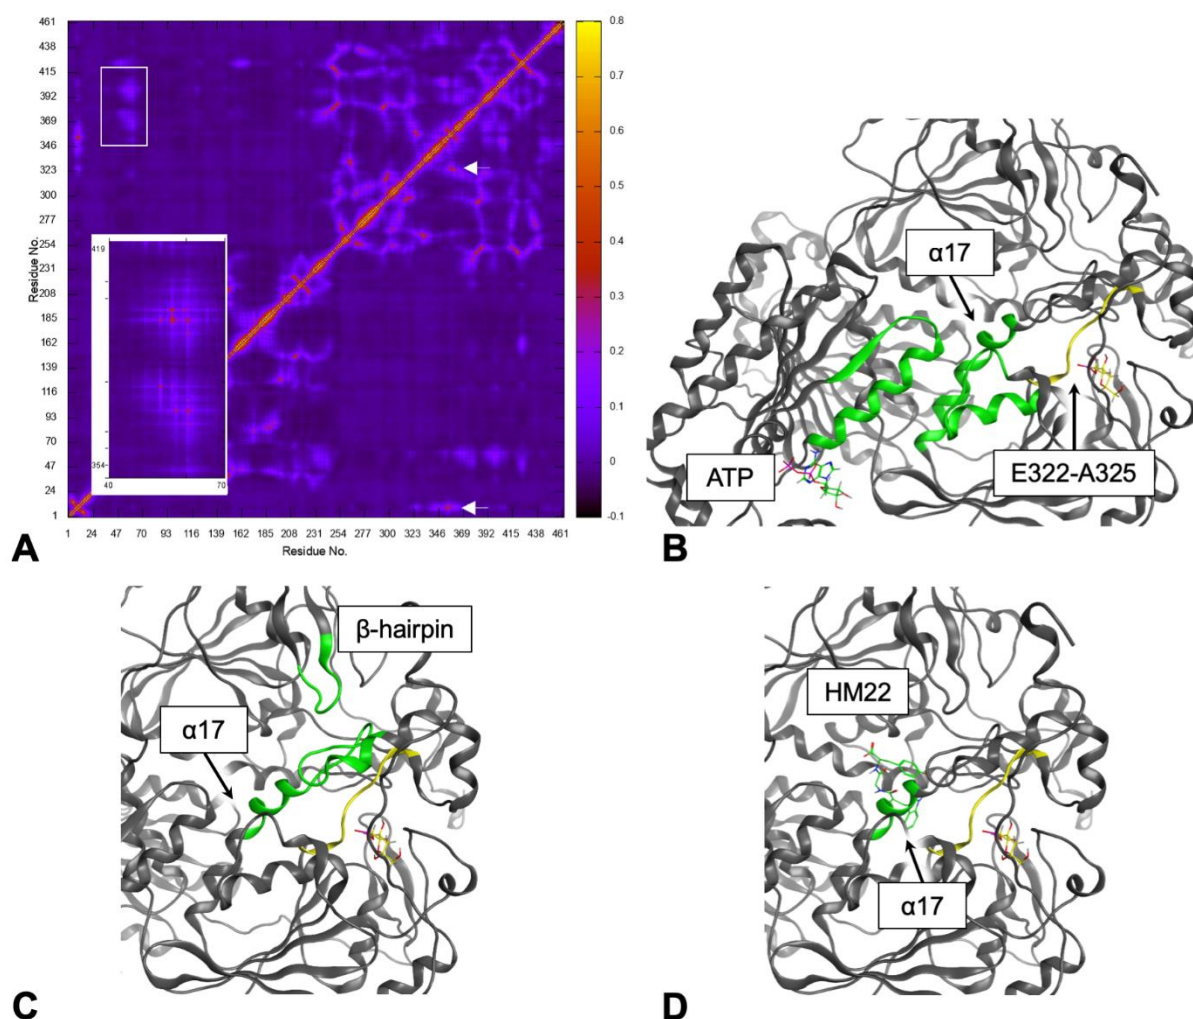 461
438
415
392
369
346
323
300
277
254
231
208
185
162
139
116
93
70
47
24
1
Residue No.
1 24 47 70 93 116 139 162 185 208 231 254 277 300 323 346 369 392 415 438 461
Residue No.
0.8
0.7
0.6
0.5
0.4
0.3
0.2
0.1
0
-0.1
419
354
40 70
A
α17
ATP
E322-A325
B
β-hairpin
α17
C
HM22
α17
D